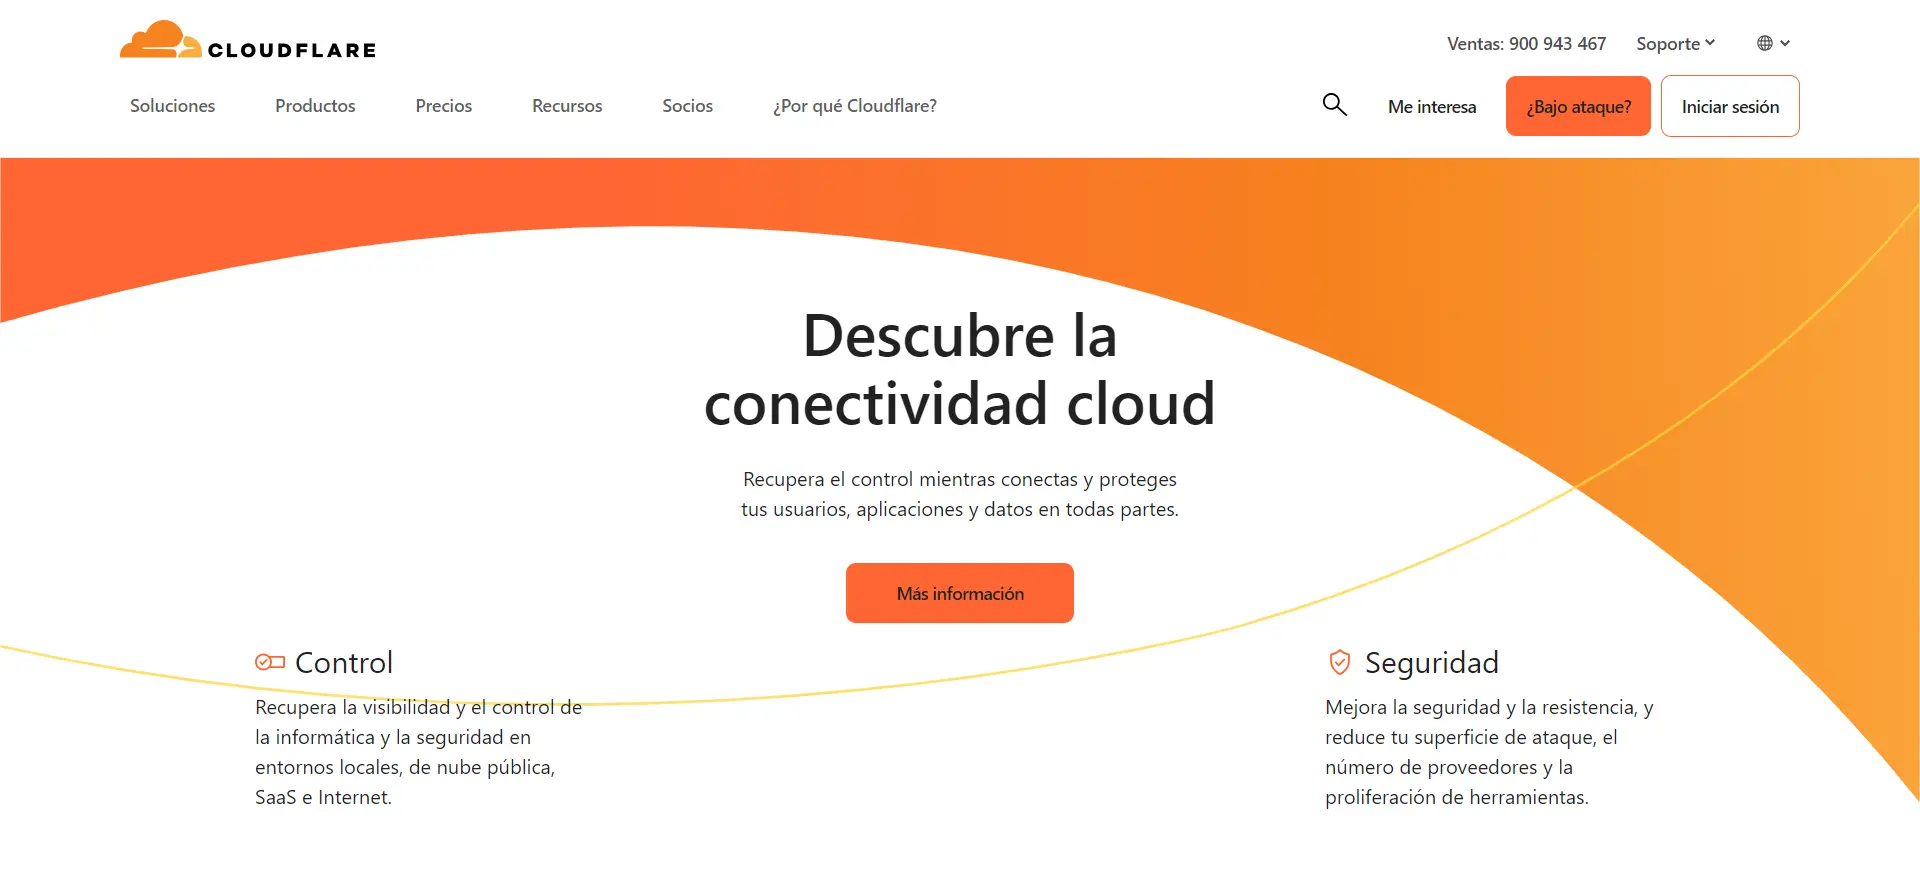 CLOUDFLARE
Ventas: 900 943 467
Soporte
Soluciones
Productos
Precios
Recursos
Socios
¿Por qué Cloudflare?
Me interesa
¿Bajo ataque?
Iniciar sesión
Descubre la
conectividad cloud
Recupera el control mientras conectas y proteges
tus usuarios, aplicaciones y datos en todas partes.
Más información
Control
Recupera la visibilidad y el control de
la informática y la seguridad en
entornos locales, de nube pública,
SaaS e Internet.
Seguridad
Mejora la seguridad y la resistencia, y
reduce tu superficie de ataque, el
número de proveedores y la
proliferación de herramientas.